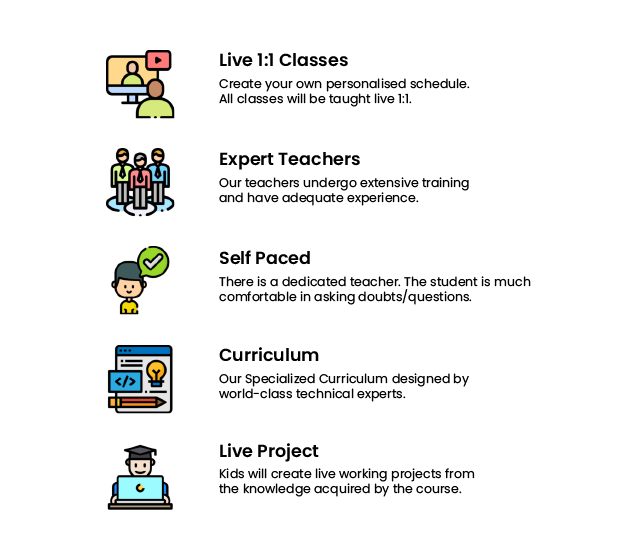 Live 1:1 Classes
Create your own personalised schedule.
All classes will be taught live 1:1.
Expert Teachers
Our teachers undergo extensive training
and have adequate experience.
Self Paced
There is a dedicated teacher. The student is much
comfortable in asking doubts/questions.
Curriculum
Our Specialized Curriculum designed by
world-class technical experts.
</>
Live Project
Kids will create live working projects from
the knowledge acquired by the course.